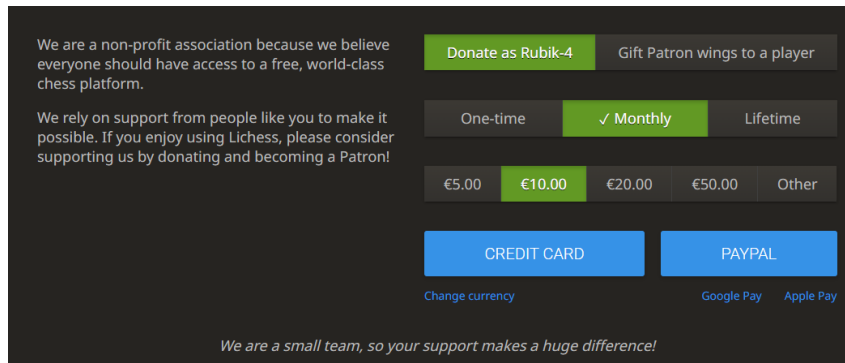 We are a non-profit association because we believe
everyone should have access to a free, world-class
chess platform.
We rely on support from people like you to make it
possible. If you enjoy using Lichess, please consider
supporting us by donating and becoming a Patron!
Donate as Rubik-4 Gift Patron wings to a player
One-time ✓ Monthly Lifetime
€5.00 €10.00 €20.00 €50.00 Other
CREDIT CARD PAYPAL
Change currency Google Pay Apple Pay
We are a small team, so your support makes a huge difference!